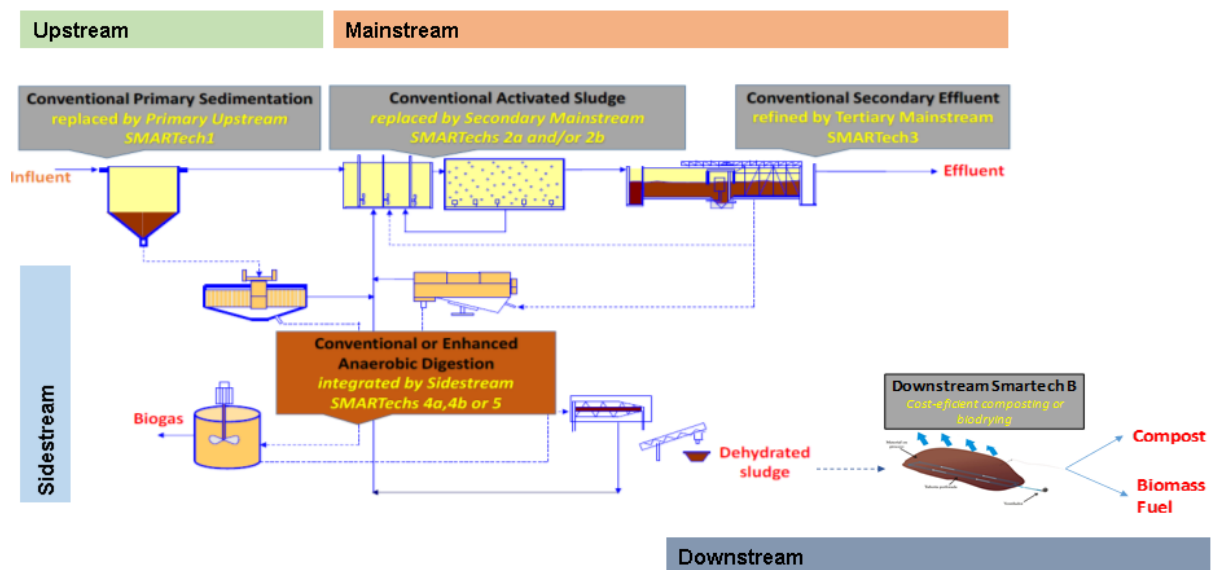 Upstream
Mainstream
Conventional Primary Sedimentation
replaced by Primary Upstream
SMARTech1
Conventional Activated Sludge
replaced by Secondary Mainstream
SMARTechs 2a and/or 2b
Conventional Secondary Effluent
refined by Tertiary Mainstream
SMARTech3
Influent
Effluent
Sidestream
Conventional or Enhanced
Anaerobic Digestion
integrated by Sidestream
SMARTechs 4a,4b or 5
Biogas
Dehydrated
sludge
Downstream Smartech B
Cost-eficient composting or
biodrying
Compost
Biomass
Fuel
Downstream